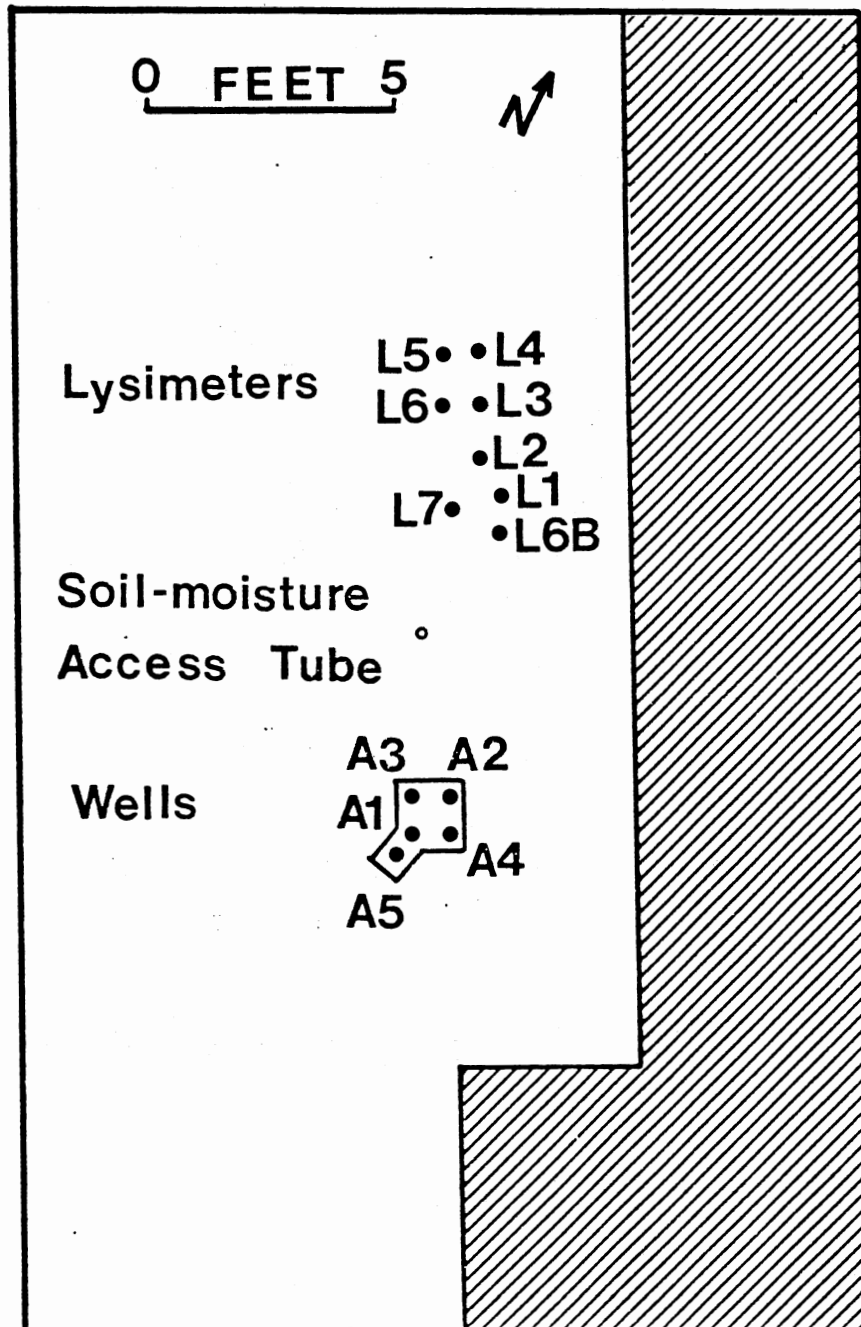 0 FEET 5
N
L5 L4
Lysimeters
L6 L3
L2
L1
L7
L6B
Soil-moisture
Access Tube
A3 A2
Wells
A1
A4
A5